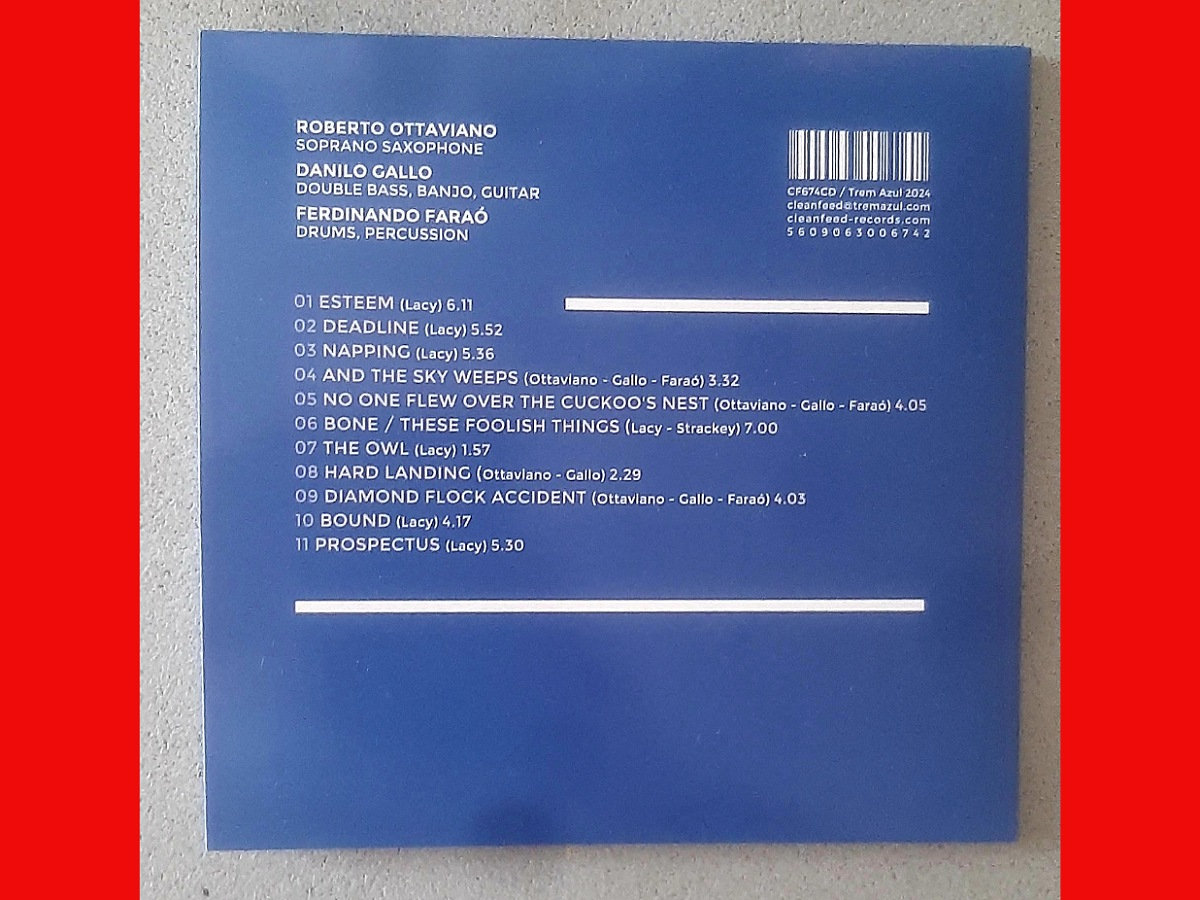 ROBERTO OTTAVIANO
SOPRANO SAXOPHONE
DANILO GALLO
DOUBLE BASS, BANJO, GUITAR
FERDINANDO FARAÓ
DRUMS, PERCUSSION
CF674CD / Trem Azul 2024
cleanfeed@tremazul.com
cleanfeed-records.com
5609063006742
01 ESTEEM (Lacy) 6.11
02 DEADLINE (Lacy) 5.52
03 NAPPING (Lacy) 5.36
04 AND THE SKY WEEPS (Ottaviano - Gallo - Faraó) 3.32
05 NO ONE FLEW OVER THE CUCKOO'S NEST (Ottaviano - Gallo - Faraó) 4.05
06 BONE / THESE FOOLISH THINGS (Lacy - Strackey) 7.00
07 THE OWL (Lacy) 1.57
08 HARD LANDING (Ottaviano - Gallo) 2.29
09 DIAMOND FLOCK ACCIDENT (Ottaviano - Gallo - Faraó) 4.03
10 BOUND (Lacy) 4.17
11 PROSPECTUS (Lacy) 5.30